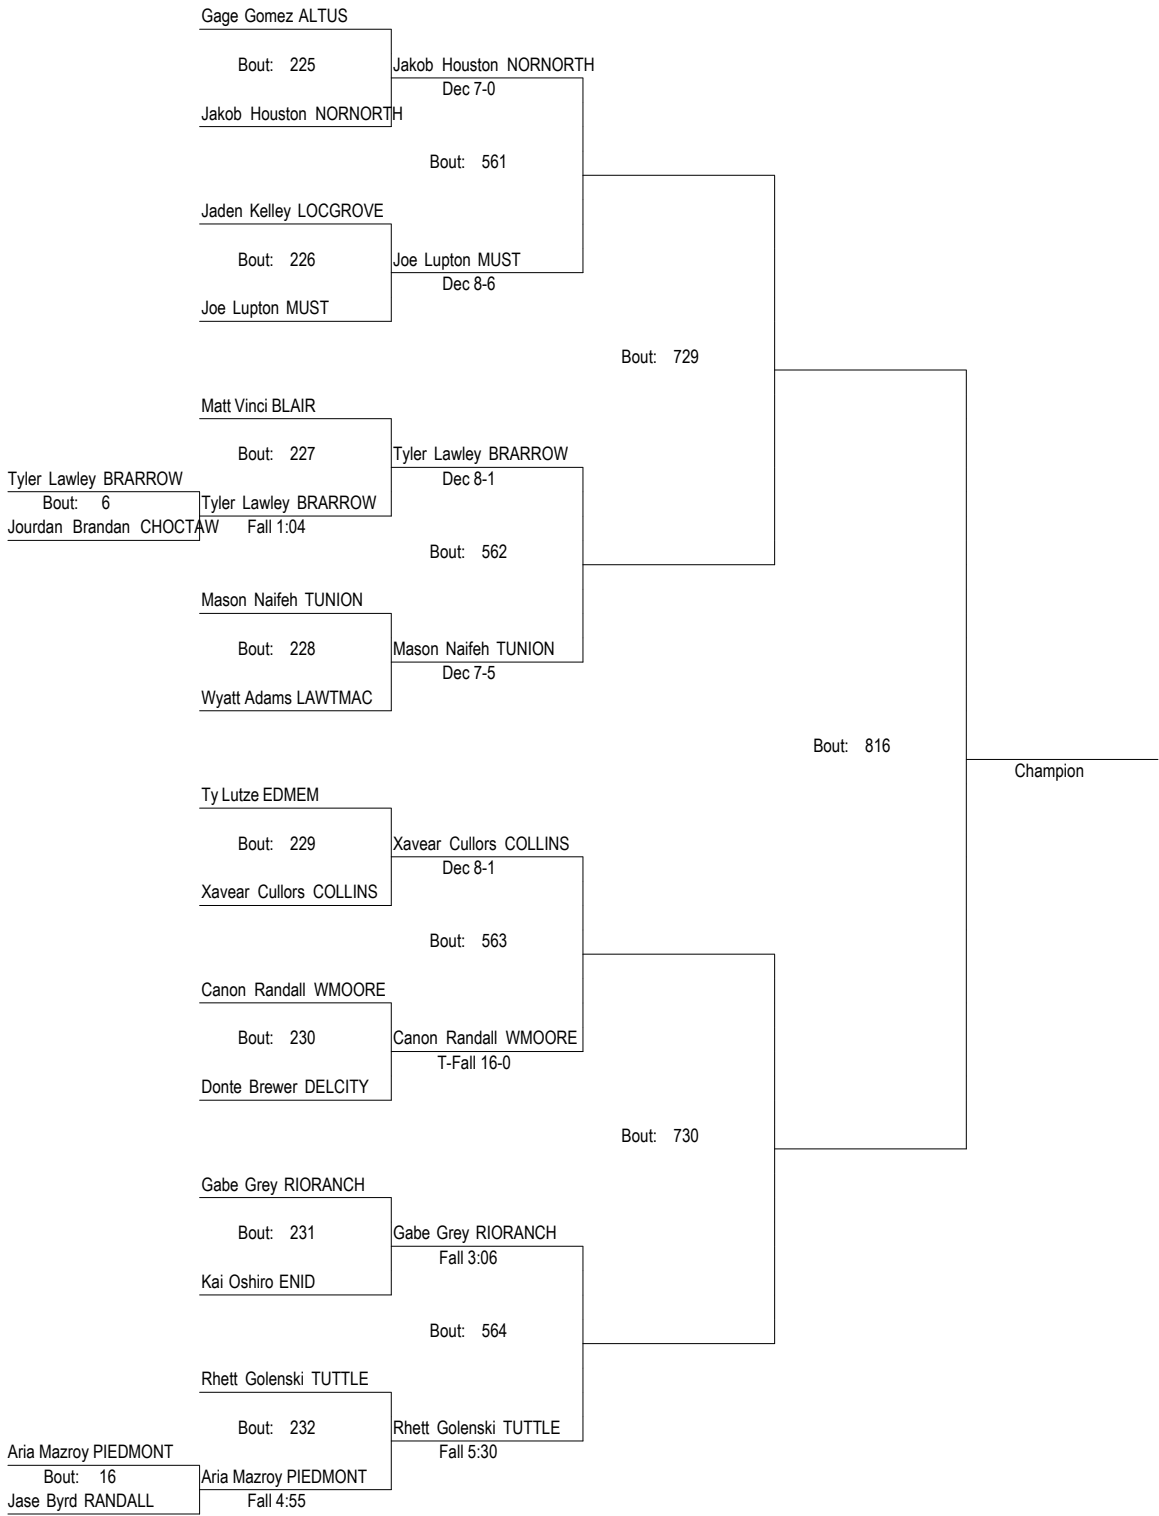 Gage Gomez ALTUS
Bout: 225
Jakob Houston NORNORTH
Dec 7-0
Jakob Houston NORNORTH
Bout: 561
Jaden Kelley LOCGROVE
Bout: 226
Joe Lupton MUST
Dec 8-6
Joe Lupton MUST
Bout: 729
Matt Vinci BLAIR
Bout: 227
Tyler Lawley BRARROW
Dec 8-1
Tyler Lawley BRARROW
Bout: 6
Tyler Lawley BRARROW
Jourdan Brandan CHOCTAW
Fall 1:04
Bout: 562
Mason Naifeh TUNION
Bout: 228
Mason Naifeh TUNION
Dec 7-5
Wyatt Adams LAWTMAC
Bout: 816
Champion
Ty Lutze EDMEM
Bout: 229
Xavear Cullors COLLINS
Dec 8-1
Xavear Cullors COLLINS
Bout: 563
Canon Randall WMOORE
Bout: 230
Canon Randall WMOORE
T-Fall 16-0
Donte Brewer DELCITY
Bout: 730
Gabe Grey RIORANCH
Bout: 231
Gabe Grey RIORANCH
Fall 3:06
Kai Oshiro ENID
Bout: 564
Rhett Golenski TUTTLE
Bout: 232
Rhett Golenski TUTTLE
Fall 5:30
Aria Mazroy PIEDMONT
Bout: 16
Aria Mazroy PIEDMONT
Jase Byrd RANDALL
Fall 4:55